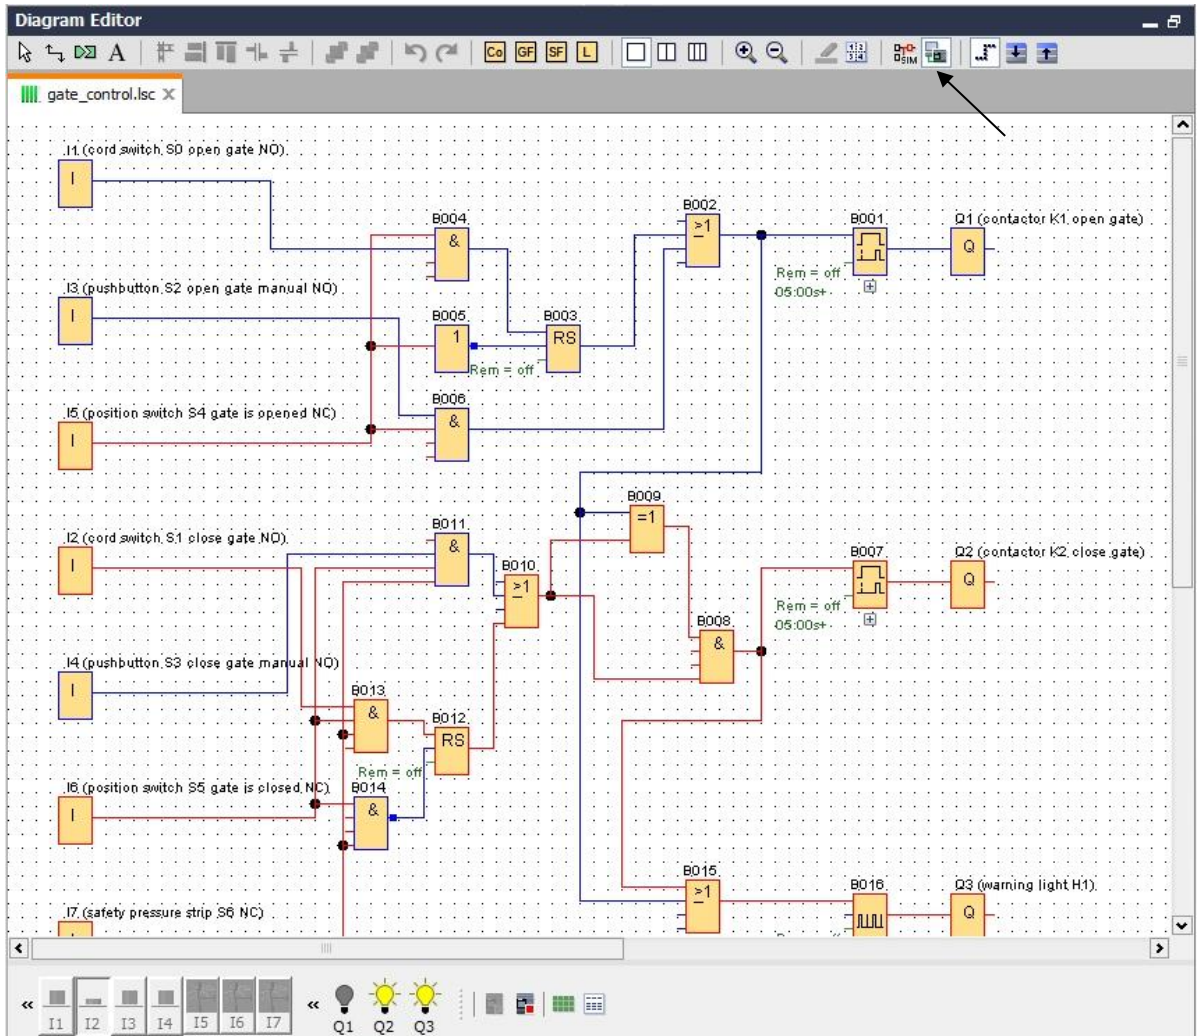 Diagram Editor
A Co GF SF L SIM
gate_control.lsc
I1 (cord switch S0 open gate NO)
I
B004
&
B002
>1
B001
Q1 (contactor K1 open gate)
Q
Rem = off
05:00s+
I3 (pushbutton S2 open gate manual NO)
I
B005
1
B003
RS
Rem = off
B006
&
I5 (position switch S4 gate is opened NC)
I
B009
=1
I2 (cord switch S1 close gate NO)
I
B011
&
B010
>1
B007
Q2 (contactor K2 close gate)
Q
Rem = off
05:00s+
B008
&
I4 (pushbutton S3 close gate manual NO)
I
B013
&
B012
RS
Rem = off
I6 (position switch S5 gate is closed NC)
I
B014
&
B015
>1
B016
Q3 (warning light H1)
Q
I7 (safety pressure strip S6 NC)
« I1 I2 I3 I4 I5 I6 I7 « Q1 Q2 Q3